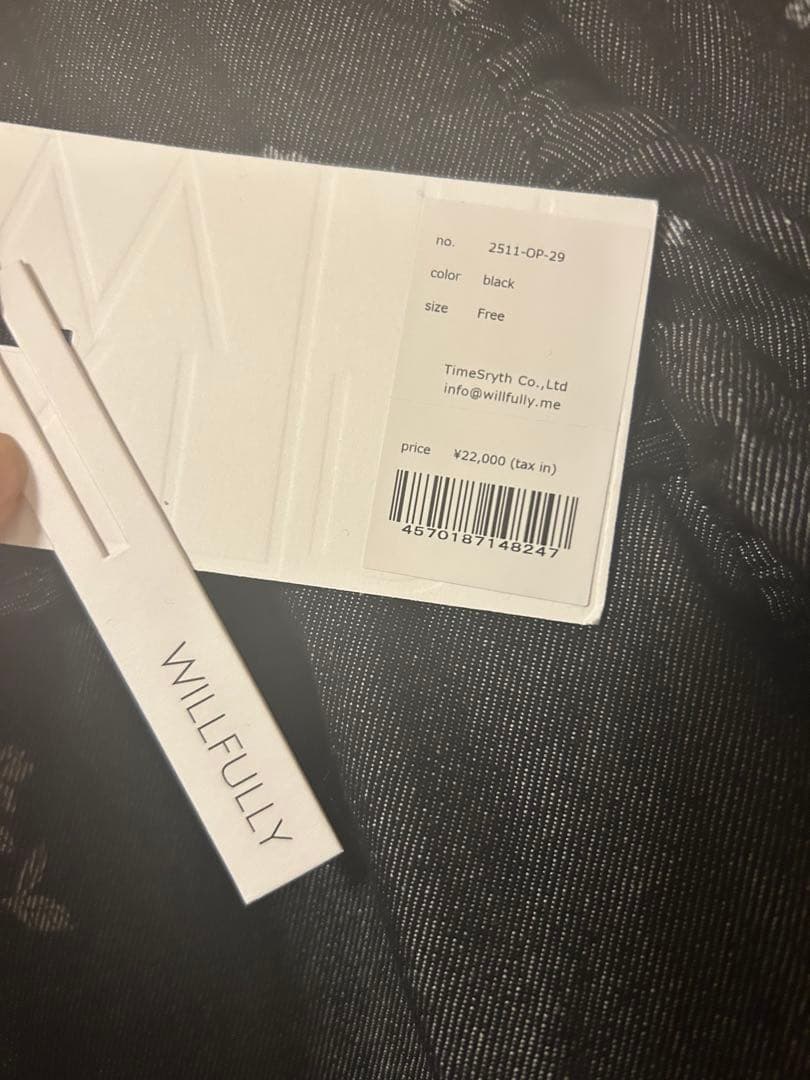 no. 2511-OP-29
color black
size Free
TimeSryth Co.,Ltd
info@willfully.me
price ¥22,000 (tax in)
4570187148247
WILLFULLY